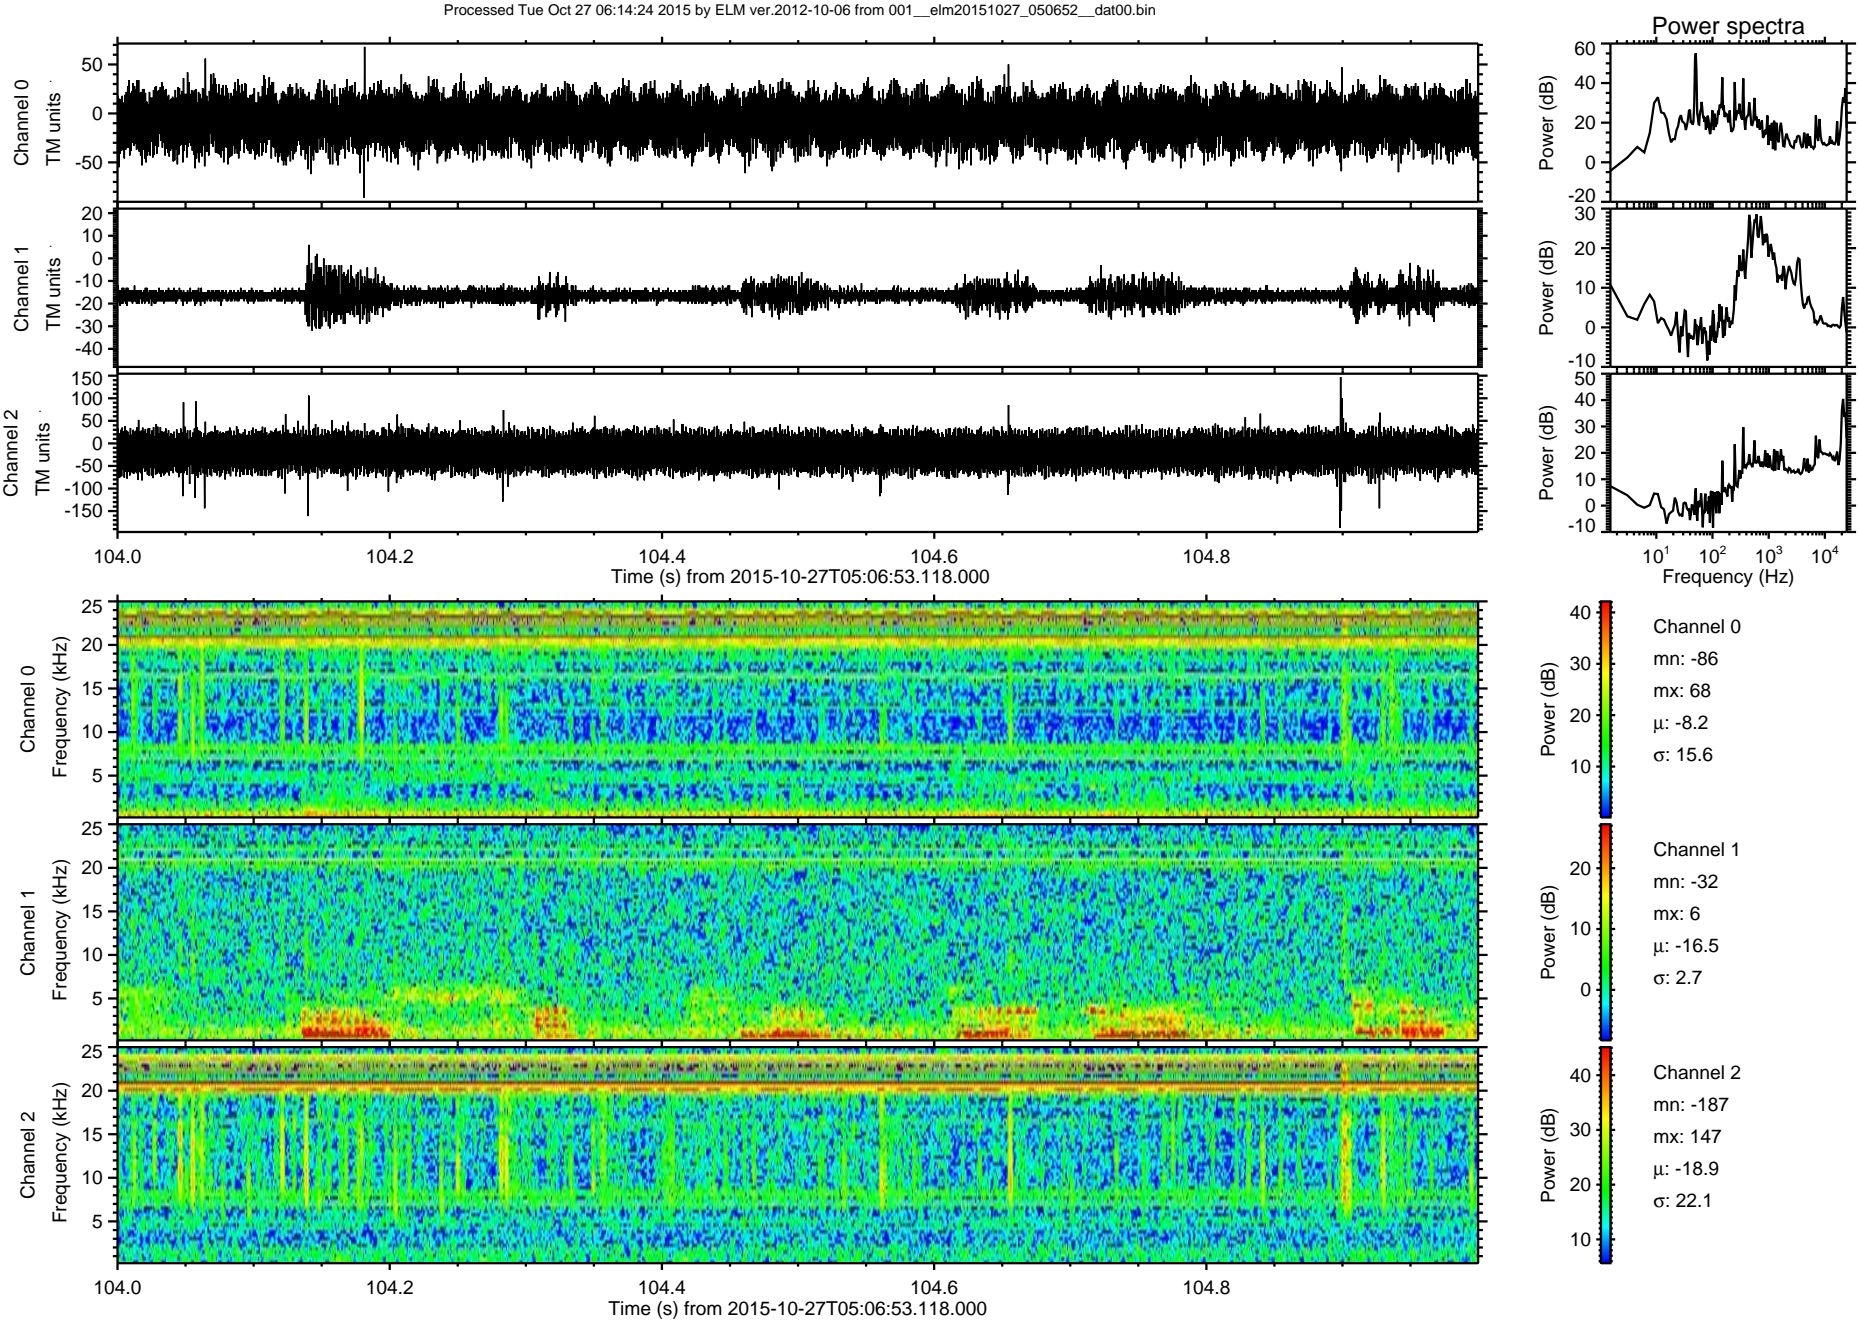 Processed Tue Oct 27 06:14:24 2015 by ELM ver.2012-10-06 from 001__elm20151027_050652__dat00.bin
Power spectra
Channel 0
TM units
50
0
-50
Power (dB)
60
40
20
0
-20
Channel 1
TM units
20
10
0
-10
-20
-30
-40
Power (dB)
30
20
10
0
-10
Channel 2
TM units
150
100
50
0
-50
-100
-150
Power (dB)
50
40
30
20
10
0
-10
104.0 104.2 104.4 104.6 104.8
Time (s) from 2015-10-27T05:06:53.118.000
10¹ 10² 10³ 10⁴
Frequency (Hz)
Channel 0
Frequency (kHz)
25
20
15
10
5
Power (dB)
40
30
20
10
Channel 0
mn: -86
mx: 68
µ: -8.2
σ: 15.6
Channel 1
Frequency (kHz)
25
20
15
10
5
Power (dB)
20
10
0
Channel 1
mn: -32
mx: 6
µ: -16.5
σ: 2.7
Channel 2
Frequency (kHz)
25
20
15
10
5
Power (dB)
40
30
20
10
Channel 2
mn: -187
mx: 147
µ: -18.9
σ: 22.1
104.0 104.2 104.4 104.6 104.8
Time (s) from 2015-10-27T05:06:53.118.000